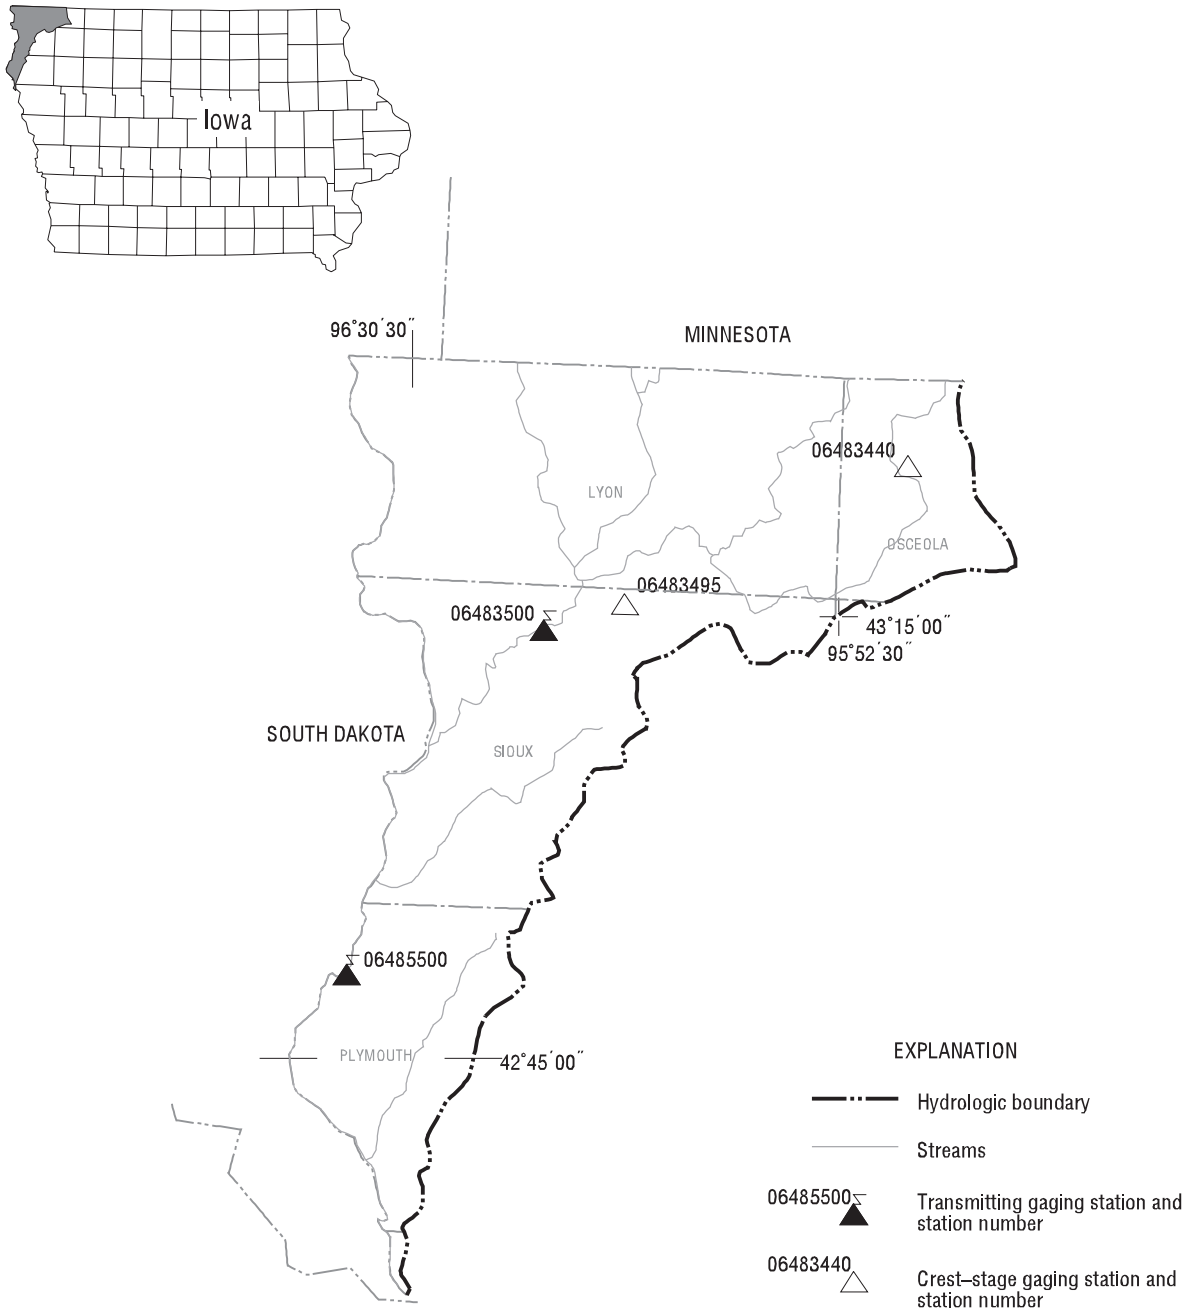 Iowa
96°30´30˝
MINNESOTA
06483440
LYON
OSCEOLA
06483495
06483500
43°15´00˝
95°52´30˝
SOUTH DAKOTA
SIOUX
06485500
PLYMOUTH
42°45´00˝
EXPLANATION
Hydrologic boundary
Streams
06485500
Transmitting gaging station and
station number
06483440
Crest–stage gaging station and
station number